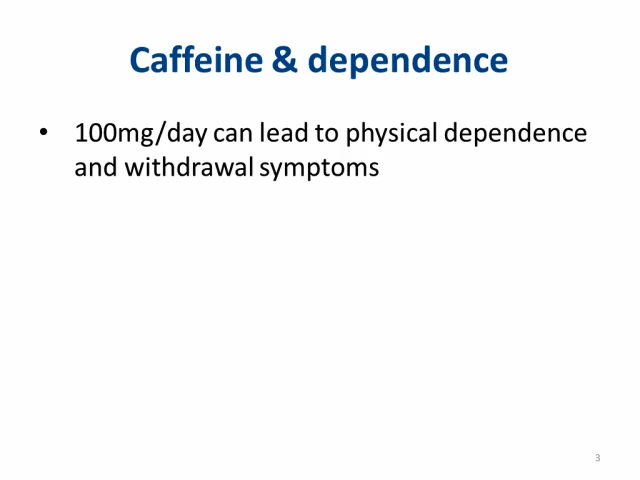 Caffeine & dependence
• 100mg/day can lead to physical dependence
and withdrawal symptoms
3